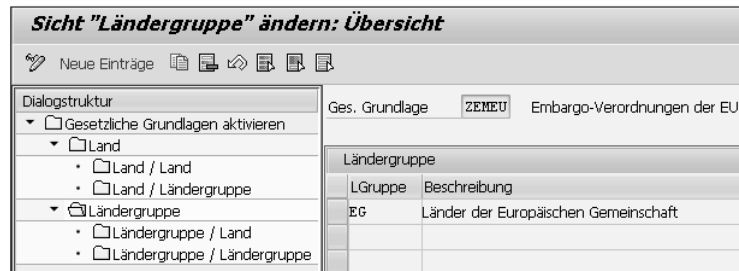 Sicht "Ländergruppe" ändern: Übersicht
Neue Einträge
Dialogstruktur
Gesetzliche Grundlagen aktivieren
Land
Land / Land
Land / Ländergruppe
Ländergruppe
Ländergruppe / Land
Ländergruppe / Ländergruppe
Ges. Grundlage ZEMEU Embargo-Verordnungen der EU
Ländergruppe
LGruppe Beschreibung
EG Länder der Europäischen Gemeinschaft